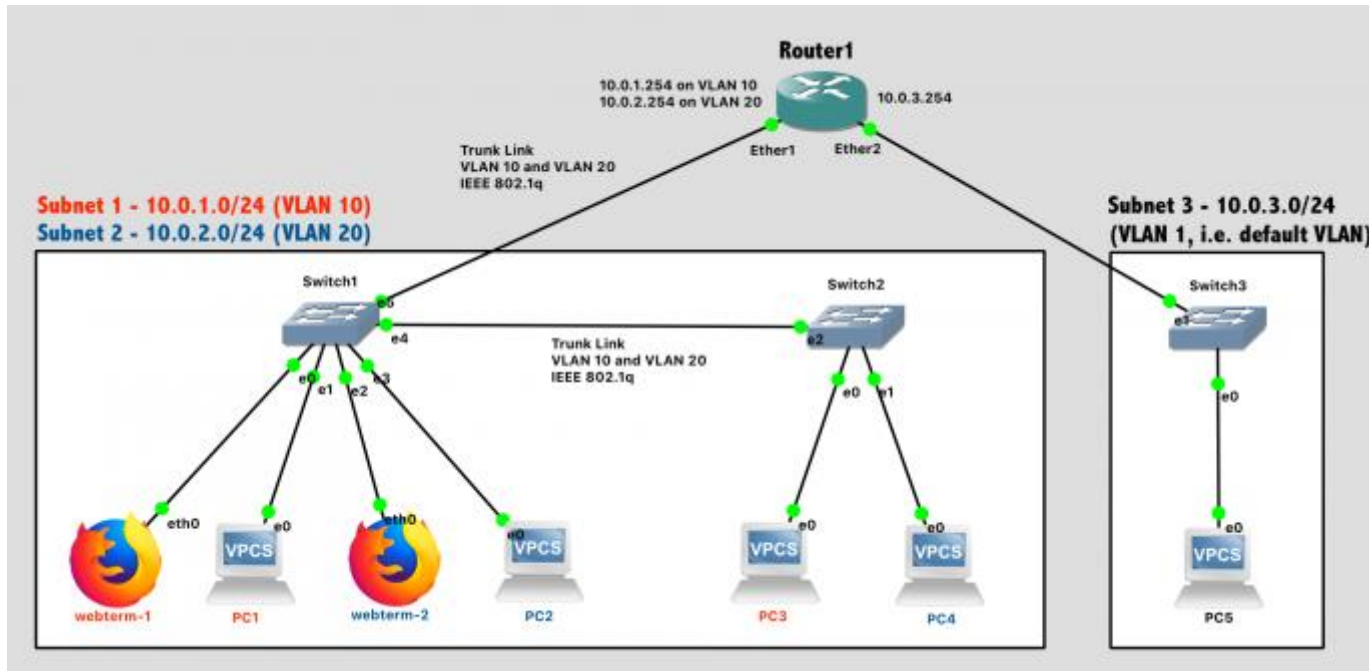 Router1
10.0.1.254 on VLAN 10
10.0.2.254 on VLAN 20
10.0.3.254
Ether1
Ether2
Trunk Link
VLAN 10 and VLAN 20
IEEE 802.1q
Subnet 1 - 10.0.1.0/24 (VLAN 10)
Subnet 2 - 10.0.2.0/24 (VLAN 20)
Subnet 3 - 10.0.3.0/24
(VLAN 1, i.e. default VLAN)
Switch1
e5
e4
e0
e1
e2
e3
Trunk Link
VLAN 10 and VLAN 20
IEEE 802.1q
Switch2
e2
e0
e1
Switch3
e1
e0
eth0
e0
eth0
e0
e0
e0
e0
VPCS
VPCS
VPCS
VPCS
VPCS
webterm-1
PC1
webterm-2
PC2
PC3
PC4
PC5